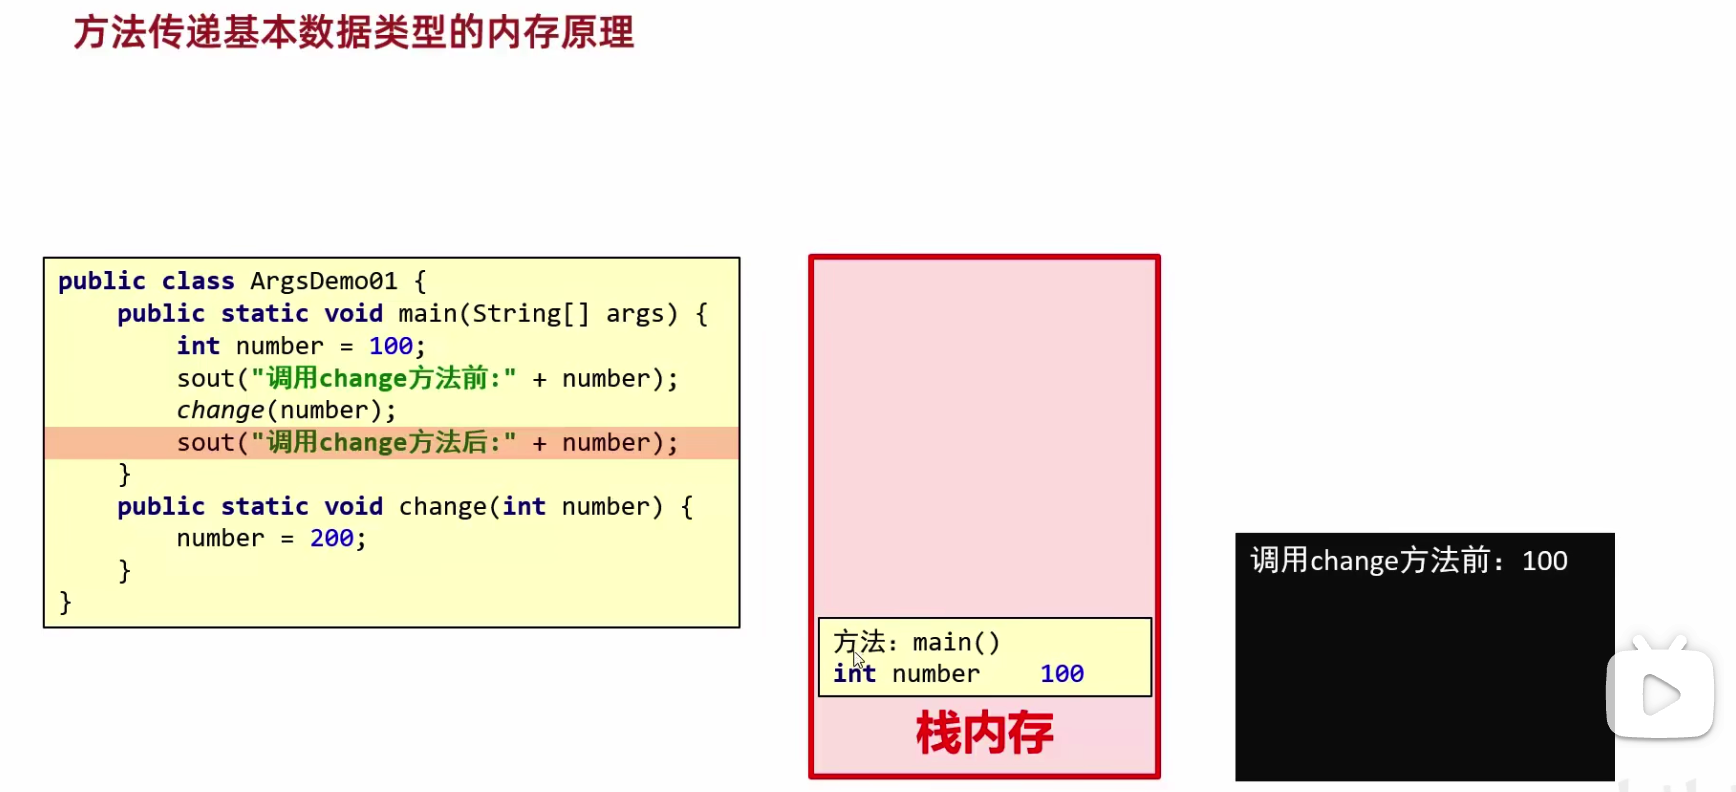 方法传递基本数据类型的内存原理
public class ArgsDemo01 {
    public static void main(String[] args) {
        int number = 100;
        sout("调用change方法前:" + number);
        change(number);
        sout("调用change方法后:" + number);
    }
    public static void change(int number) {
        number = 200;
    }
}
方法：main()
int number 100
栈内存
调用change方法前：100